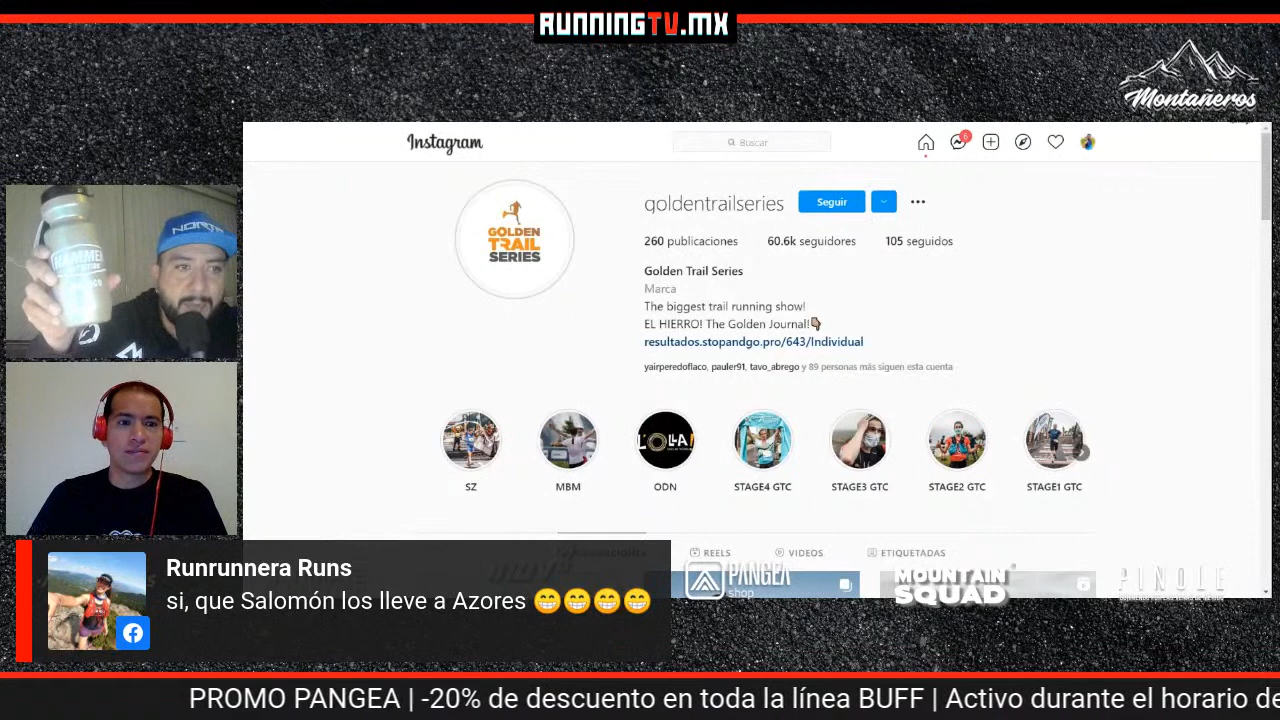 RUNNINGTV.MX
Montañeros
Instagram
Buscar
6
NORTH
HAMMER
GOLDEN
TRAIL
SERIES
goldentrailseries
Seguir
260 publicaciones 60.6k seguidores 105 seguidos
Golden Trail Series
Marca
The biggest trail running show!
EL HIERRO! The Golden Journal!👇🏽
resultados.stopandgo.pro/643/Individual
yairperedoflaco, pauler91, tavo_abrego y 89 personas más siguen esta cuenta
SZ MBM ODN STAGE4 GTC STAGE3 GTC STAGE2 GTC STAGE1 GTC
REELS VIDEOS ETIQUETADAS
PANGEA
shop
MOUNTAIN
SQUAD
PINOLE
Runrunnera Runs
si, que Salomón los lleve a Azores 😁😁😁😁
PROMO PANGEA | -20% de descuento en toda la línea BUFF | Activo durante el horario de